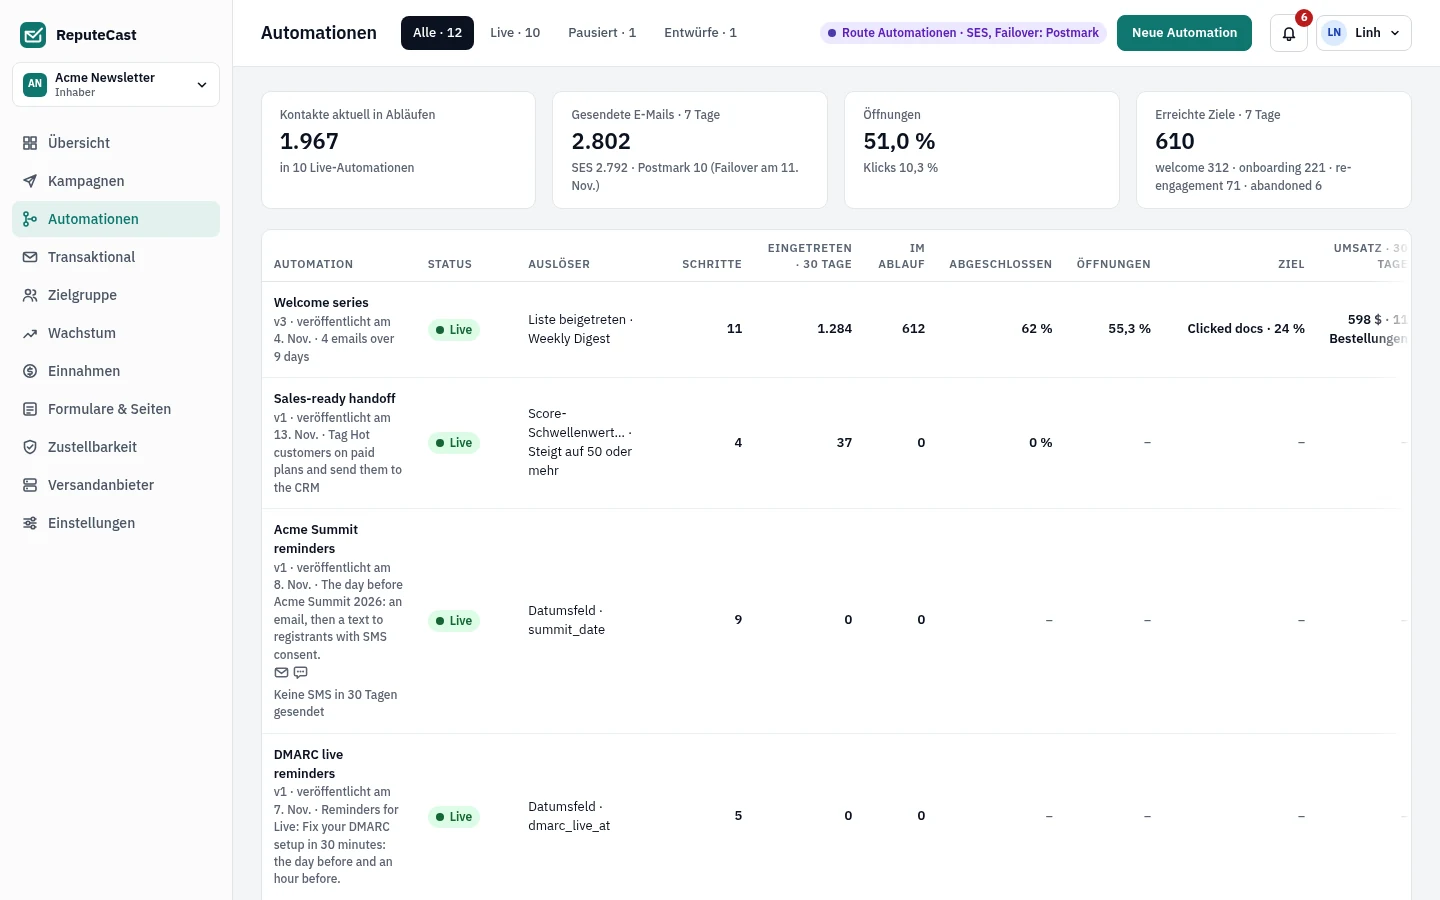 ReputeCast
AN
Acme Newsletter
Inhaber
Übersicht
Kampagnen
Automationen
Transaktional
Zielgruppe
Wachstum
Einnahmen
Formulare & Seiten
Zustellbarkeit
Versandanbieter
Einstellungen
Automationen
Alle · 12
Live · 10
Pausiert · 1
Entwürfe · 1
Route Automationen · SES, Failover: Postmark
Neue Automation
6
LN
Linh
Kontakte aktuell in Abläufen
1.967
in 10 Live-Automationen
Gesendete E-Mails · 7 Tage
2.802
SES 2.792 · Postmark 10 (Failover am 11.
Nov.)
Öffnungen
51,0 %
Klicks 10,3 %
Erreichte Ziele · 7 Tage
610
welcome 312 · onboarding 221 · re-
engagement 71 · abandoned 6
AUTOMATION
STATUS
AUSLÖSER
SCHRITTE
EINGETRETEN
· 30 TAGE
IM
ABLAUF
ABGESCHLOSSEN
ÖFFNUNGEN
ZIEL
UMSATZ · 30
TAGE
Welcome series
v3 · veröffentlicht am
4. Nov. · 4 emails over
9 days
Live
Liste beigetreten ·
Weekly Digest
11
1.284
612
62 %
55,3 %
Clicked docs · 24 %
598 $ · 11
Bestellungen
Sales-ready handoff
v1 · veröffentlicht am
13. Nov. · Tag Hot
customers on paid
plans and send them to
the CRM
Live
Score-
Schwellenwert… ·
Steigt auf 50 oder
mehr
4
37
0
0 %
–
–
–
Acme Summit
reminders
v1 · veröffentlicht am
8. Nov. · The day before
Acme Summit 2026: an
email, then a text to
registrants with SMS
consent.
Keine SMS in 30 Tagen
gesendet
Live
Datumsfeld ·
summit_date
9
0
0
–
–
–
–
DMARC live
reminders
v1 · veröffentlicht am
7. Nov. · Reminders for
Live: Fix your DMARC
setup in 30 minutes:
the day before and an
hour before.
Live
Datumsfeld ·
dmarc_live_at
5
0
0
–
–
–
–